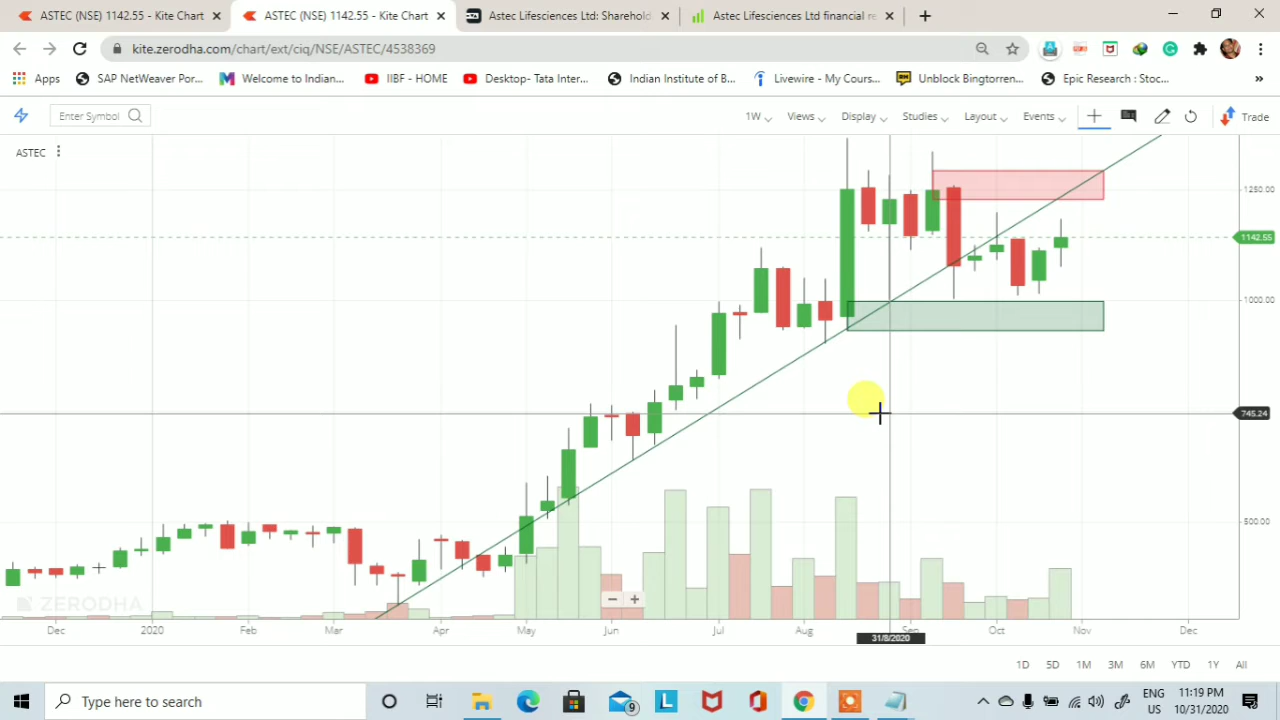 ASTEC (NSE) 1142.55 - Kite Chart
ASTEC (NSE) 1142.55 - Kite Chart
Astec Lifesciences Ltd: Sharehold
Astec Lifesciences Ltd financial re
kite.zerodha.com/chart/ext/ciq/NSE/ASTEC/4538369
Apps
SAP NetWeaver Por...
Welcome to Indian...
IIBF - HOME
Desktop- Tata Inter...
Indian Institute of B...
Livewire - My Cours...
Unblock Bingtorren...
Epic Research : Stoc...
»
Enter Symbol
1W
Views
Display
Studies
Layout
Events
Trade
ASTEC
1250.00
1142.55
1000.00
745.24
500.00
ZERODHA
Dec
2020
Feb
Mar
Apr
May
Jun
Jul
Aug
Sep
Oct
Nov
Dec
31/8/2020
1D
5D
1M
3M
6M
YTD
1Y
All
Type here to search
9
L
ENG
US
11:19 PM
10/31/2020